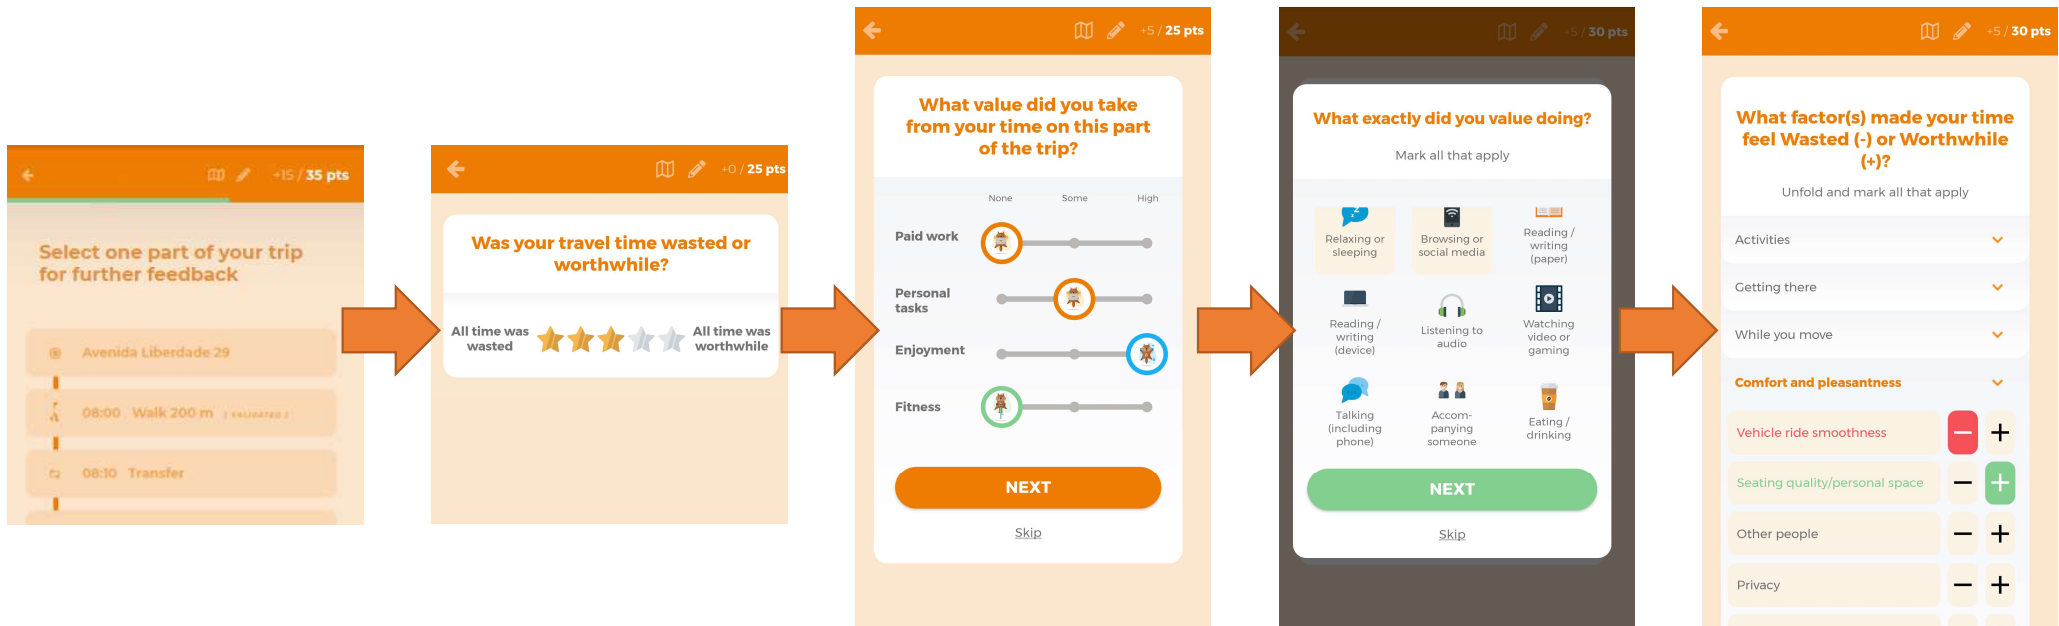 +15 / 35 pts
Select one part of your trip
for further feedback
Avenida Liberdade 29
08:00 Walk 200 m [ VALIDATED ]
08:10 Transfer
+0 / 25 pts
Was your travel time wasted or
worthwhile?
All time was
wasted
All time was
worthwhile
+5 / 25 pts
What value did you take
from your time on this part
of the trip?
None Some High
Paid work
Personal
tasks
Enjoyment
Fitness
NEXT
Skip
+5 / 30 pts
What exactly did you value doing?
Mark all that apply
Relaxing or
sleeping
Browsing or
social media
Reading /
writing
(paper)
Reading /
writing
(device)
Listening to
audio
Watching
video or
gaming
Talking
(including
phone)
Accom-
panying
someone
Eating /
drinking
NEXT
Skip
+5 / 30 pts
What factor(s) made your time
feel Wasted (-) or Worthwhile
(+)?
Unfold and mark all that apply
Activities
Getting there
While you move
Comfort and pleasantness
Vehicle ride smoothness
Seating quality/personal space
Other people
Privacy